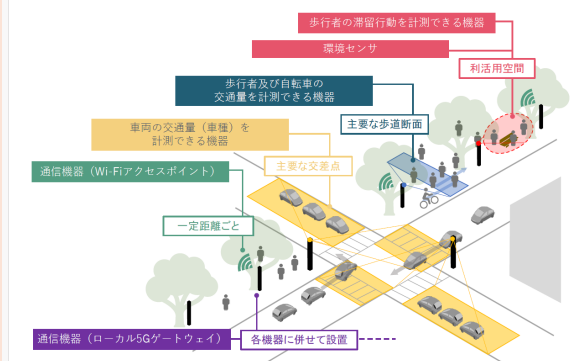 歩行者の滞留行動を計測できる機器
環境センサ
利活用空間
歩行者及び自転車の
交通量を計測できる機器
主要な歩道断面
車両の交通量（車種）を
計測できる機器
主要な交差点
通信機器（Wi-Fiアクセスポイント）
一定距離ごと
通信機器（ローカル5Gゲートウェイ）
各機器に併せて設置